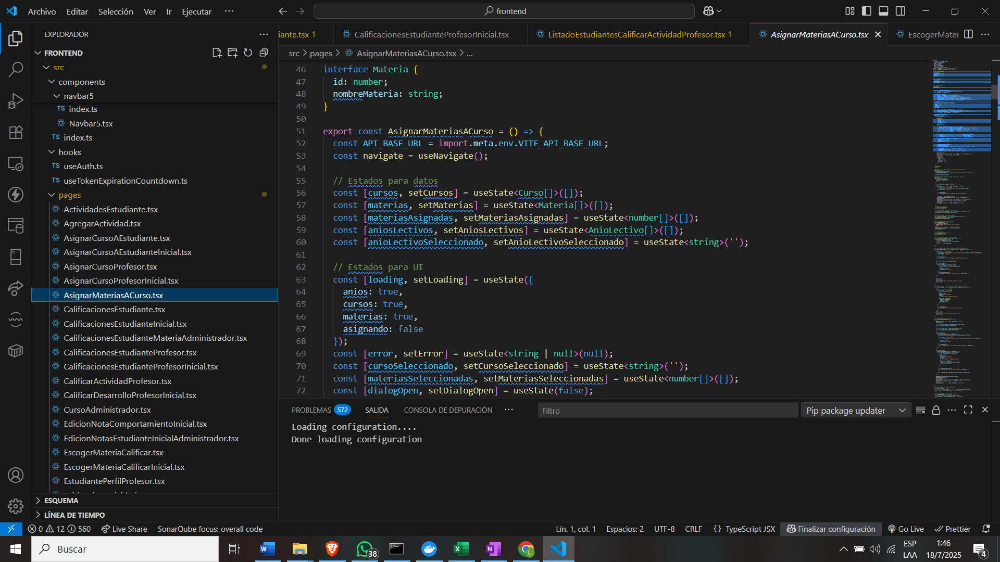 Archivo Editar Selección Ver Ir Ejecutar ···
frontend
EXPLORADOR
FRONTEND
src
components
navbar5
TS index.ts
Navbar5.tsx
TS index.ts
hooks
TS useAuth.ts
TS useTokenExpirationCountdown.ts
pages
ActividadesEstudiante.tsx
AgregarActividad.tsx
AsignarCursoAEstudiante.tsx
AsignarCursoAEstudianteInicial.tsx
AsignarCursoProfesor.tsx
AsignarCursoProfesorInicial.tsx
AsignarMateriasACurso.tsx
CalificacionesEstudiante.tsx
CalificacionesEstudianteInicial.tsx
CalificacionesEstudianteMateriaAdministrador.tsx
CalificacionesEstudianteProfesor.tsx
CalificacionesEstudianteProfesorInicial.tsx
CalificarActividadProfesor.tsx
CalificarDesarrolloProfesorInicial.tsx
CursoAdministrador.tsx
EdicionNotaComportamientoInicial.tsx
EdicionNotasEstudianteInicialAdministrador.tsx
EscogerMateriaCalificar.tsx
EscogerMateriaCalificarInicial.tsx
EstudiantePerfilProfesor.tsx
ESQUEMA
LÍNEA DE TIEMPO
iante.tsx 1
CalificacionesEstudianteProfesorInicial.tsx
ListadoEstudiantesCalificarActividadProfesor.tsx 1
AsignarMateriasACurso.tsx
EscogerMater
src > pages > AsignarMateriasACurso.tsx > ...
46 interface Materia {
47 id: number;
48 nombreMateria: string;
49 }
50
51 export const AsignarMateriasACurso = () => {
52 const API_BASE_URL = import.meta.env.VITE_API_BASE_URL;
53 const navigate = useNavigate();
54
55 // Estados para datos
56 const [cursos, setCursos] = useState<Curso[]>([]);
57 const [materias, setMaterias] = useState<Materia[]>([]);
58 const [materiasAsignadas, setMateriasAsignadas] = useState<number[]>([]);
59 const [aniosLectivos, setAniosLectivos] = useState<AnioLectivo[]>([]);
60 const [anioLectivoSeleccionado, setAnioLectivoSeleccionado] = useState<string>('');
61
62 // Estados para UI
63 const [loading, setLoading] = useState({
64 anios: true,
65 cursos: true,
66 materias: true,
67 asignando: false
68 });
69 const [error, setError] = useState<string | null>(null);
70 const [cursoSeleccionado, setCursoSeleccionado] = useState<string>('');
71 const [materiasSeleccionadas, setMateriasSeleccionadas] = useState<number[]>([]);
72 const [dialogOpen, setDialogOpen] = useState(false);
PROBLEMAS 572 SALIDA CONSOLA DE DEPURACIÓN ··· Filtro Pip package updater
Loading configuration....
Done loading configuration
0 12 560 Live Share SonarQube focus: overall code Lín. 1, col. 1 Espacios: 2 UTF-8 CRLF {} TypeScript JSX Finalizar configuración Go Live Prettier
Buscar
38
ESP
LAA
1:46
18/7/2025
4